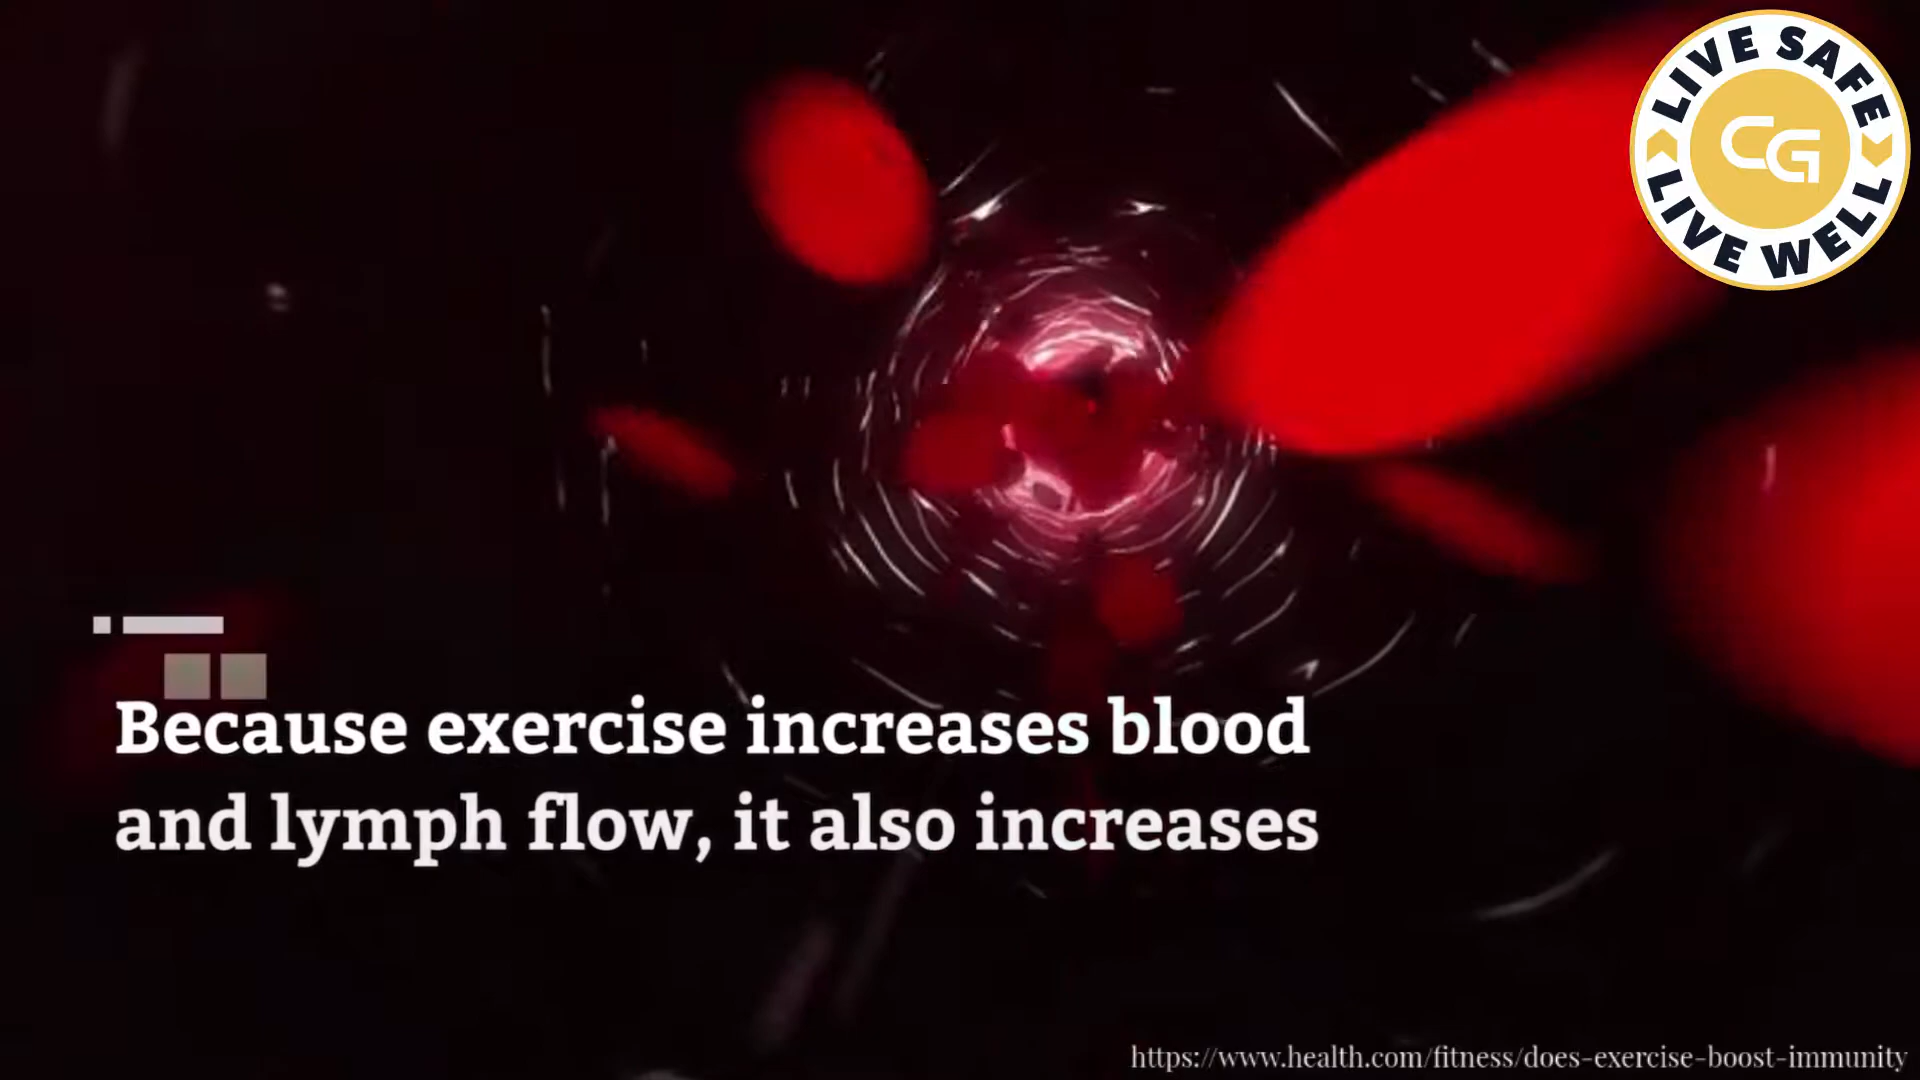 LIVE SAFE
CG
LIVE WELL
Because exercise increases blood
and lymph flow, it also increases
https://www.health.com/fitness/does-exercise-boost-immunity